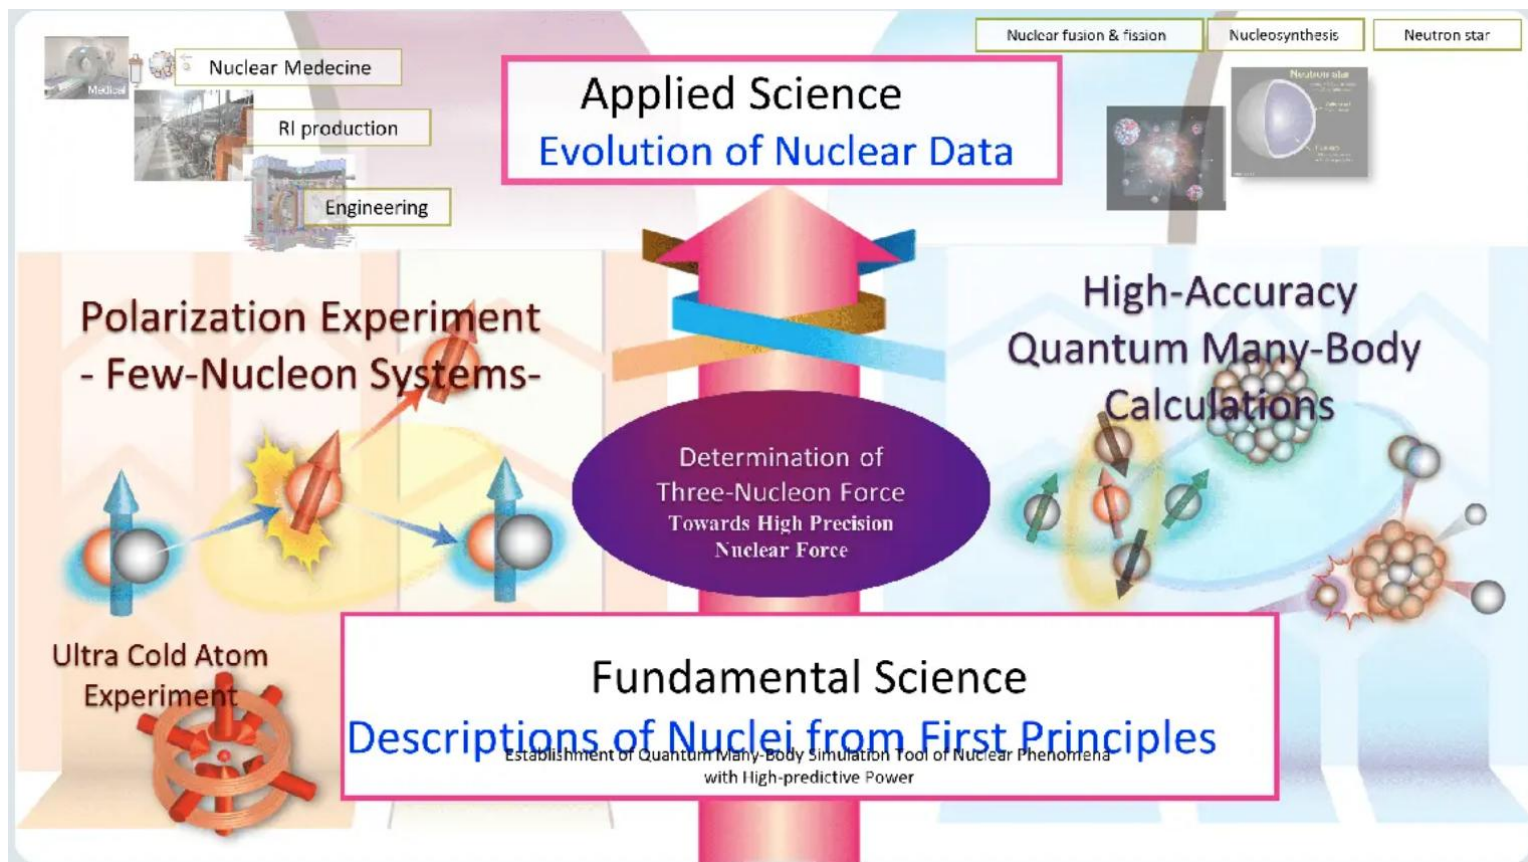 Nuclear fusion & fission
Nucleosynthesis
Neutron star
Nuclear Medecine
Medical
RI production
Engineering
Applied Science
Evolution of Nuclear Data
Neutron star
Polarization Experiment
- Few-Nucleon Systems-
High-Accuracy
Quantum Many-Body
Calculations
Determination of
Three-Nucleon Force
Towards High Precision
Nuclear Force
Ultra Cold Atom
Experiment
Fundamental Science
Descriptions of Nuclei from First Principles
Establishment of Quantum Many-Body Simulation Tool of Nuclear Phenomena
with High-predictive Power